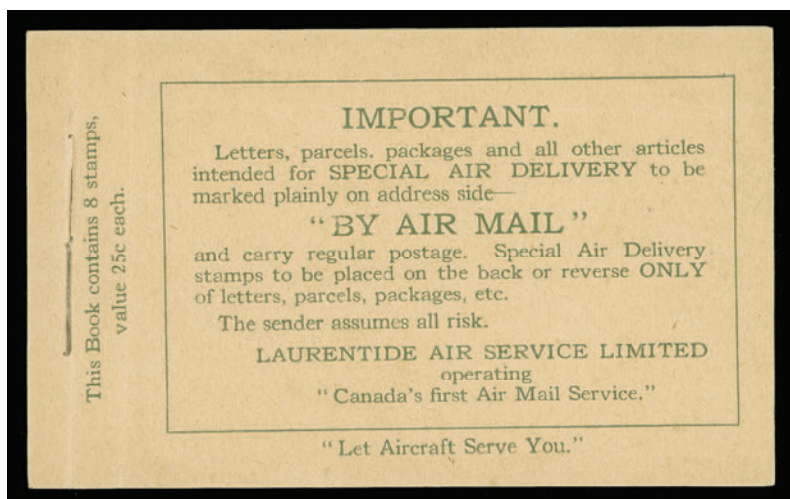 This Book contains 8 stamps,
value 25c each.
IMPORTANT.
Letters, parcels. packages and all other articles
intended for SPECIAL AIR DELIVERY to be
marked plainly on address side—
"BY AIR MAIL"
and carry regular postage. Special Air Delivery
stamps to be placed on the back or reverse ONLY
of letters, parcels, packages, etc.
The sender assumes all risk.
LAURENTIDE AIR SERVICE LIMITED
operating
"Canada's first Air Mail Service."
"Let Aircraft Serve You."